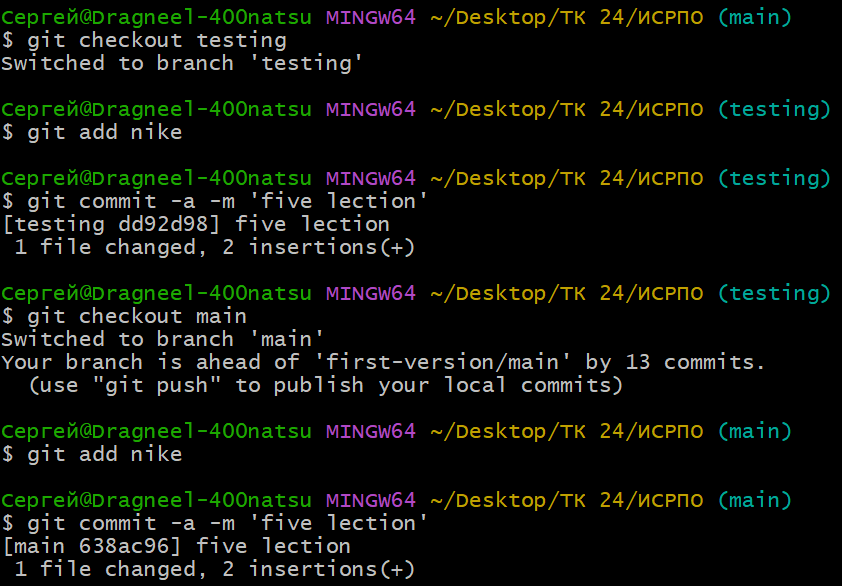 Сергей@Dragneel-400natsu MINGW64 ~/Desktop/ТК 24/ИСРПО (main)
$ git checkout testing
Switched to branch 'testing'
Сергей@Dragneel-400natsu MINGW64 ~/Desktop/ТК 24/ИСРПО (testing)
$ git add nike
Сергей@Dragneel-400natsu MINGW64 ~/Desktop/ТК 24/ИСРПО (testing)
$ git commit -a -m 'five lection'
[testing dd92d98] five lection
 1 file changed, 2 insertions(+)
Сергей@Dragneel-400natsu MINGW64 ~/Desktop/ТК 24/ИСРПО (testing)
$ git checkout main
Switched to branch 'main'
Your branch is ahead of 'first-version/main' by 13 commits.
  (use "git push" to publish your local commits)
Сергей@Dragneel-400natsu MINGW64 ~/Desktop/ТК 24/ИСРПО (main)
$ git add nike
Сергей@Dragneel-400natsu MINGW64 ~/Desktop/ТК 24/ИСРПО (main)
$ git commit -a -m 'five lection'
[main 638ac96] five lection
 1 file changed, 2 insertions(+)